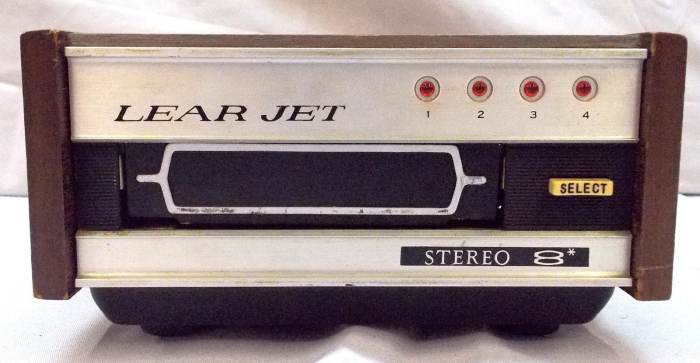 LEAR JET
1 2 3 4
SELECT
STEREO 8*